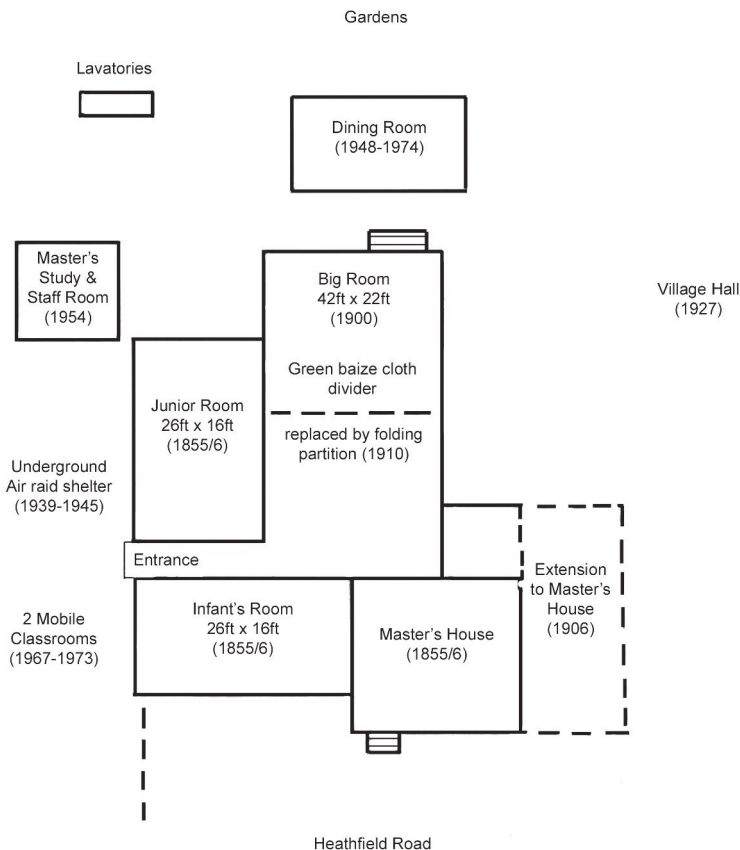 Gardens
Lavatories
Dining Room
(1948-1974)
Master's
Study &
Staff Room
(1954)
Big Room
42ft x 22ft
(1900)
Village Hall
(1927)
Green baize cloth
divider
Junior Room
26ft x 16ft
(1855/6)
replaced by folding
partition (1910)
Underground
Air raid shelter
(1939-1945)
Entrance
Extension
to Master's
House
(1906)
2 Mobile
Classrooms
(1967-1973)
Infant's Room
26ft x 16ft
(1855/6)
Master's House
(1855/6)
Heathfield Road